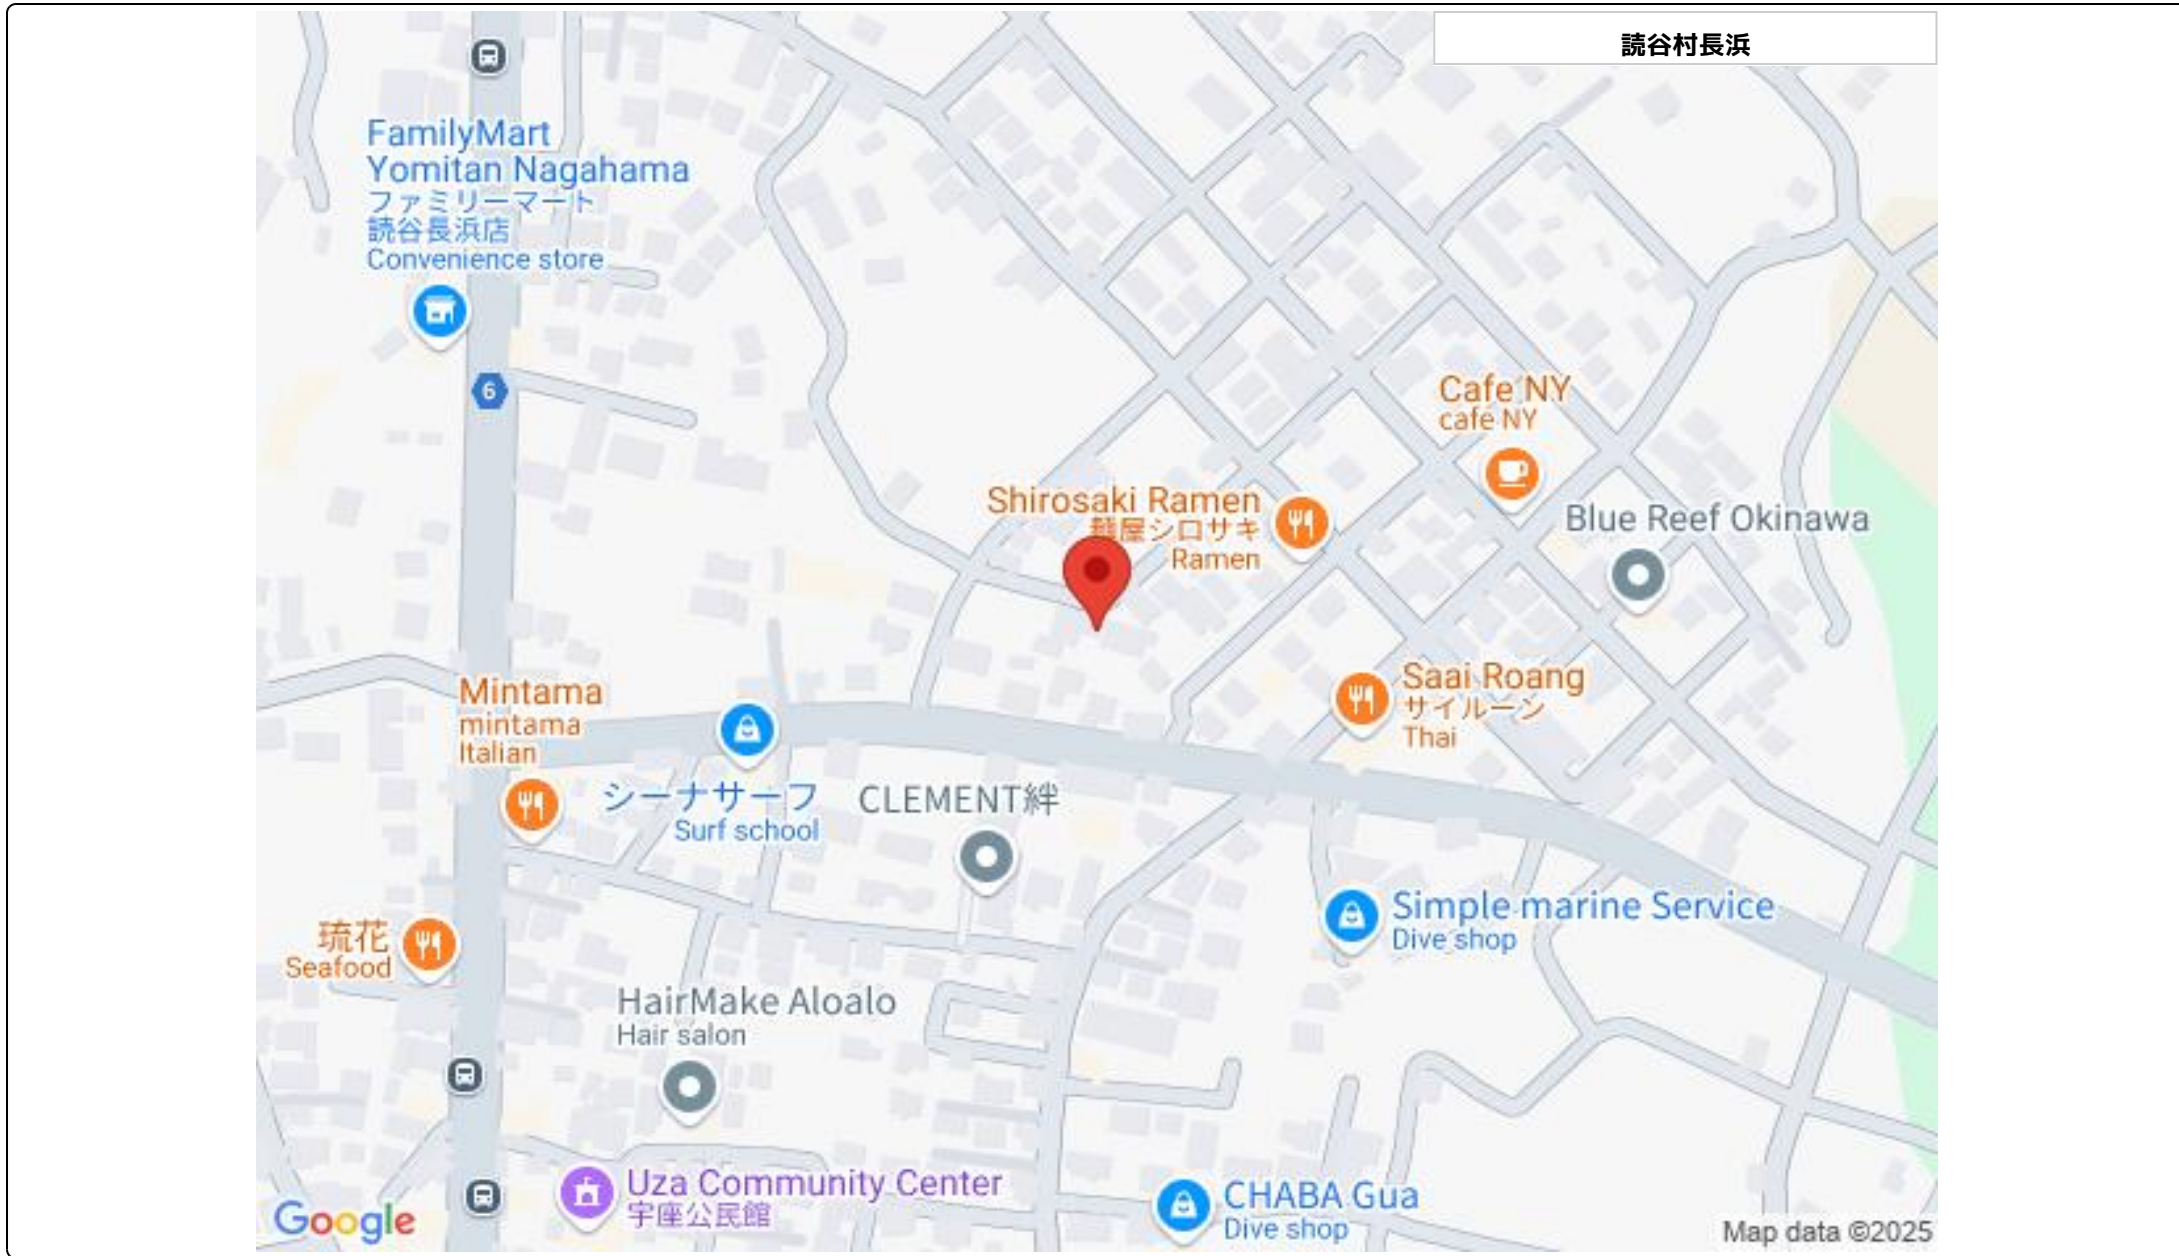 読谷村長浜
FamilyMart
Yomitan Nagahama
ファミリーマート
読谷長浜店
Convenience store
6
Cafe NY
café NY
Shirosaki Ramen
麺屋シロサキ
Ramen
Blue Reef Okinawa
Mintama
mintama
Italian
Saai Roang
サイルーン
Thai
シーナサーフ
Surf school
CLEMENT絆
Simple marine Service
Dive shop
琉花
Seafood
HairMake Aloalo
Hair salon
Uza Community Center
宇座公民館
CHABA Gua
Dive shop
Google
Map data ©2025